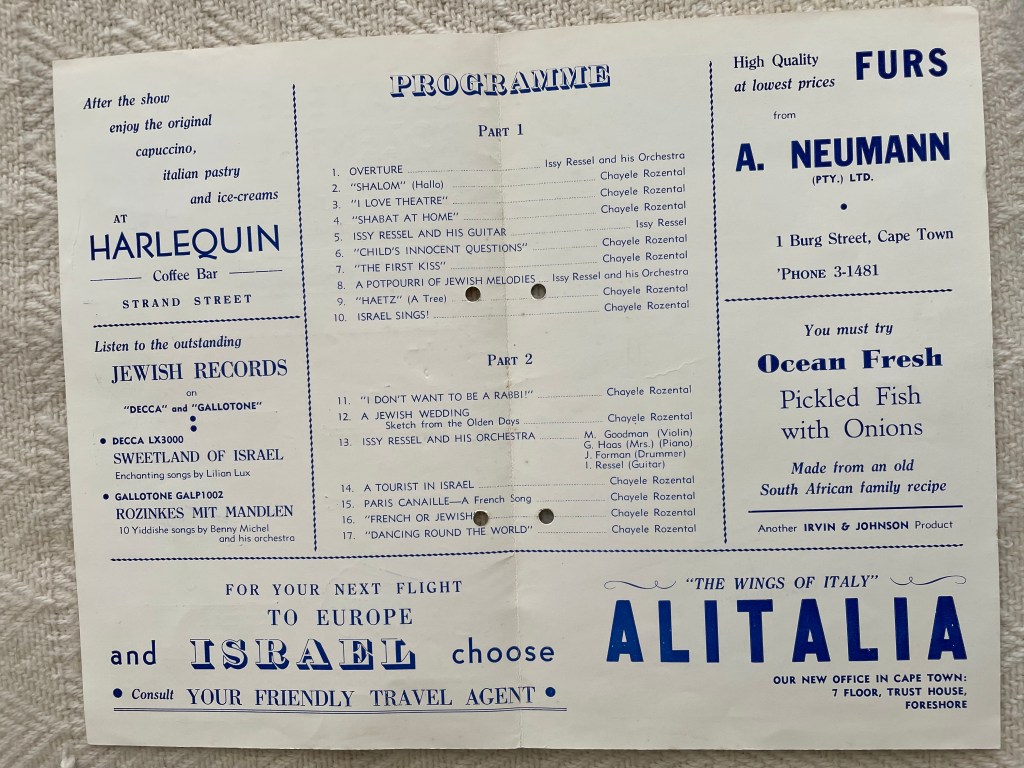 After the show
enjoy the original
capuccino,
italian pastry
and ice-creams
AT
HARLEQUIN
Coffee Bar
STRAND STREET
Listen to the outstanding
JEWISH RECORDS
on
"DECCA" and "GALLOTONE"
• DECCA LX3000
SWEETLAND OF ISRAEL
Enchanting songs by Lilian Lux
• GALLOTONE GALP1002
ROZINKES MIT MANDLEN
10 Yiddishe songs by Benny Michel
and his orchestra
PROGRAMME
PART 1
1. OVERTURE Issy Ressel and his Orchestra
2. "SHALOM" (Hallo) Chayele Rozental
3. "I LOVE THEATRE" Chayele Rozental
4. "SHABAT AT HOME" Chayele Rozental
5. ISSY RESSEL AND HIS GUITAR Issy Ressel
6. "CHILD'S INNOCENT QUESTIONS" Chayele Rozental
7. "THE FIRST KISS" Chayele Rozental
8. A POTPOURRI OF JEWISH MELODIES Issy Ressel and his Orchestra
9. "HAETZ" (A Tree) Chayele Rozental
10. ISRAEL SINGS! Chayele Rozental
PART 2
11. "I DON'T WANT TO BE A RABBI!" Chayele Rozental
12. A JEWISH WEDDING
Sketch from the Olden Days Chayele Rozental
13. ISSY RESSEL AND HIS ORCHESTRA M. Goodman (Violin)
G. Haas (Mrs.) (Piano)
J. Forman (Drummer)
I. Ressel (Guitar)
14. A TOURIST IN ISRAEL Chayele Rozental
15. PARIS CANAILLE—A French Song Chayele Rozental
16. "FRENCH OR JEWISH Chayele Rozental
17. "DANCING ROUND THE WORLD" Chayele Rozental
High Quality FURS
at lowest prices
from
A. NEUMANN
(PTY.) LTD.
•
1 Burg Street, Cape Town
'PHONE 3-1481
You must try
Ocean Fresh
Pickled Fish
with Onions
Made from an old
South African family recipe
Another IRVIN & JOHNSON Product
FOR YOUR NEXT FLIGHT
TO EUROPE
and ISRAEL choose
• Consult YOUR FRIENDLY TRAVEL AGENT •
"THE WINGS OF ITALY"
ALITALIA
OUR NEW OFFICE IN CAPE TOWN:
7 FLOOR, TRUST HOUSE,
FORESHORE